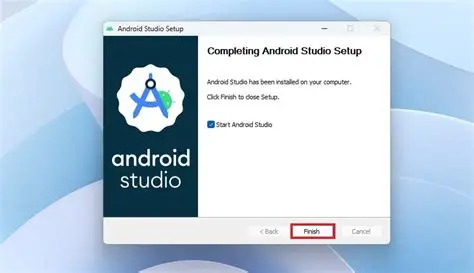 Android Studio Setup
Completing Android Studio Setup
Android Studio has been installed on your computer.
Click Finish to close Setup.
Start Android Studio
android
studio
< Back
Finish
Cancel